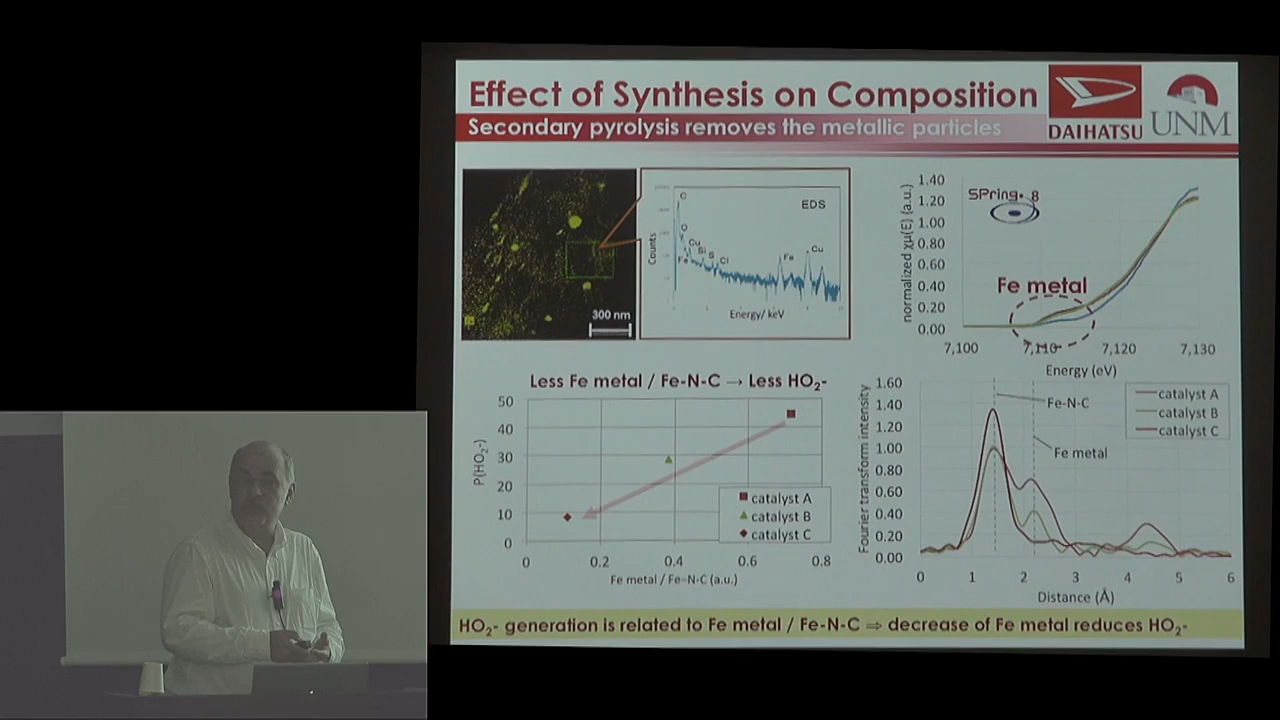 Effect of Synthesis on Composition
Secondary pyrolysis removes the metallic particles
DAIHATSU
UNM
300 nm
EDS
Counts
C
O
Cu
Fe
Si
S
Cl
Fe
Cu
Energy/ keV
SPring-8
normalized χμ(E) (a.u.)
1.40
1.20
1.00
0.80
0.60
0.40
0.20
0.00
Fe metal
7,100
7,110
7,120
7,130
Energy (eV)
Less Fe metal / Fe-N-C → Less HO₂-
P(HO₂-)
50
40
30
20
10
0
catalyst A
catalyst B
catalyst C
0
0.2
0.4
0.6
0.8
Fe metal / Fe-N-C (a.u.)
Fourier transform intensity
1.60
1.40
1.20
1.00
0.80
0.60
0.40
0.20
0.00
Fe-N-C
Fe metal
catalyst A
catalyst B
catalyst C
0
1
2
3
4
5
6
Distance (Å)
HO₂- generation is related to Fe metal / Fe-N-C ⇒ decrease of Fe metal reduces HO₂-